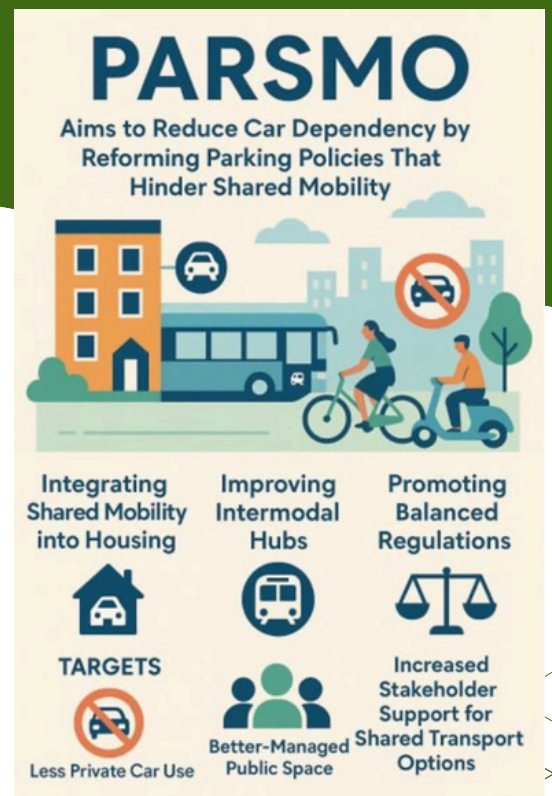 PARSMO
Aims to Reduce Car Dependency by
Reforming Parking Policies That
Hinder Shared Mobility
Integrating
Shared Mobility
into Housing
Improving
Intermodal
Hubs
Promoting
Balanced
Regulations
TARGETS
Less Private Car Use
Better-Managed
Public Space
Increased
Stakeholder
Support for
Shared Transport
Options